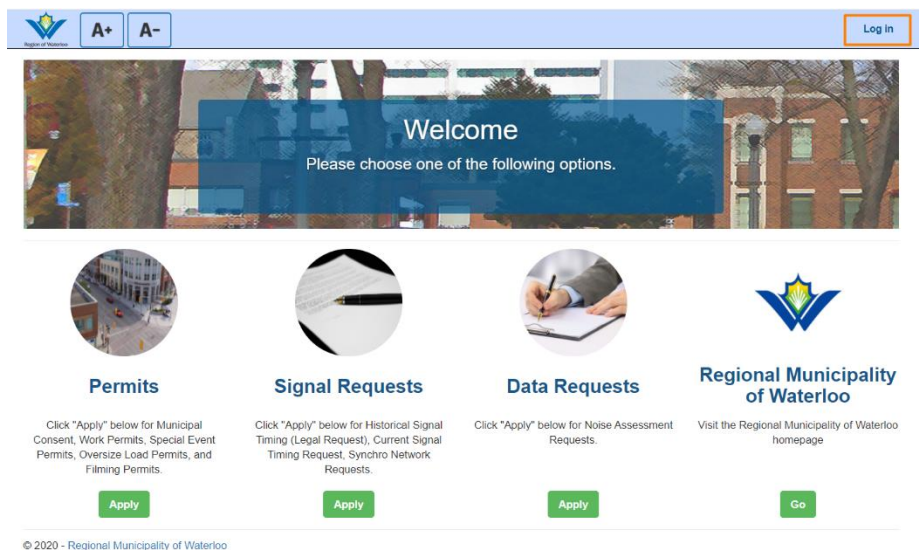 Region of Waterloo
A+
A-
Log in
Welcome
Please choose one of the following options.
Permits
Click "Apply" below for Municipal
Consent, Work Permits, Special Event
Permits, Oversize Load Permits, and
Filming Permits.
Apply
Signal Requests
Click "Apply" below for Historical Signal
Timing (Legal Request), Current Signal
Timing Request, Synchro Network
Requests.
Apply
Data Requests
Click "Apply" below for Noise Assessment
Requests.
Apply
Regional Municipality
of Waterloo
Visit the Regional Municipality of Waterloo
homepage
Go
© 2020 - Regional Municipality of Waterloo